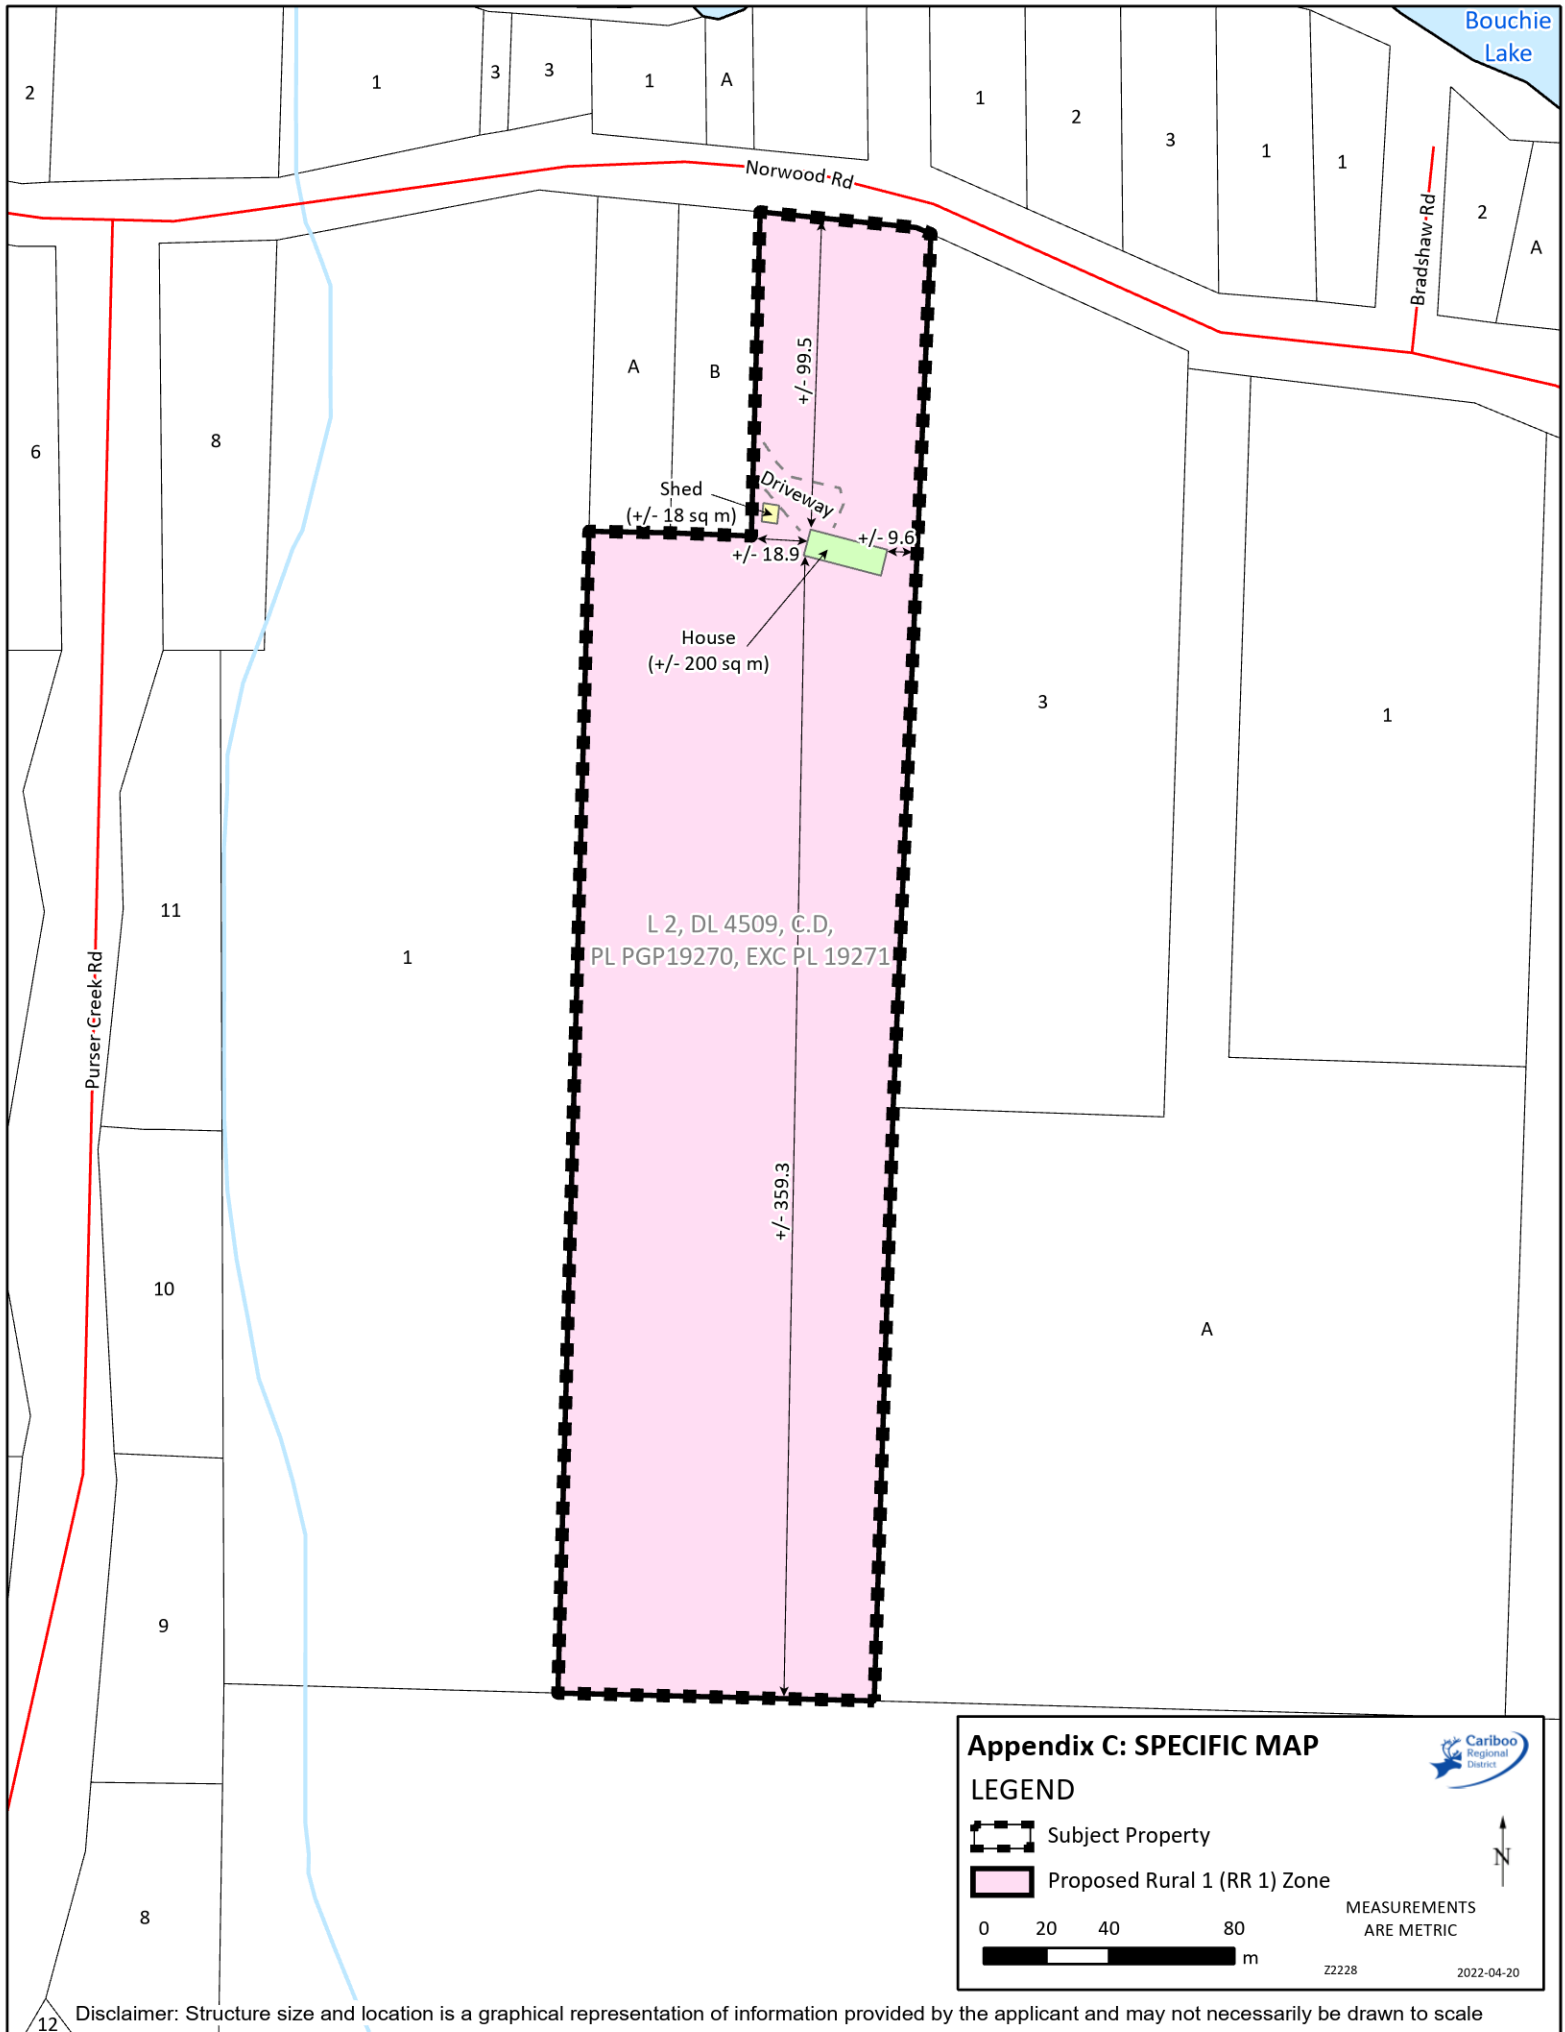 Bouchie
Lake
2
1
3
3
1
A
1
2
3
1
1
2
A
Norwood Rd
Bradshaw Rd
6
8
A
B
+/- 99.5
Driveway
Shed
(+/- 18 sq m)
+/- 18.9
+/- 9.6
House
(+/- 200 sq m)
3
1
11
1
L 2, DL 4509, C.D,
PL PGP19270, EXC PL 19271
Purser Creek Rd
+/- 359.3
10
A
9
8
12
Appendix C: SPECIFIC MAP
Cariboo
Regional
District
LEGEND
Subject Property
N
Proposed Rural 1 (RR 1) Zone
MEASUREMENTS
ARE METRIC
0 20 40 80
m
Z2228
2022-04-20
Disclaimer: Structure size and location is a graphical representation of information provided by the applicant and may not necessarily be drawn to scale